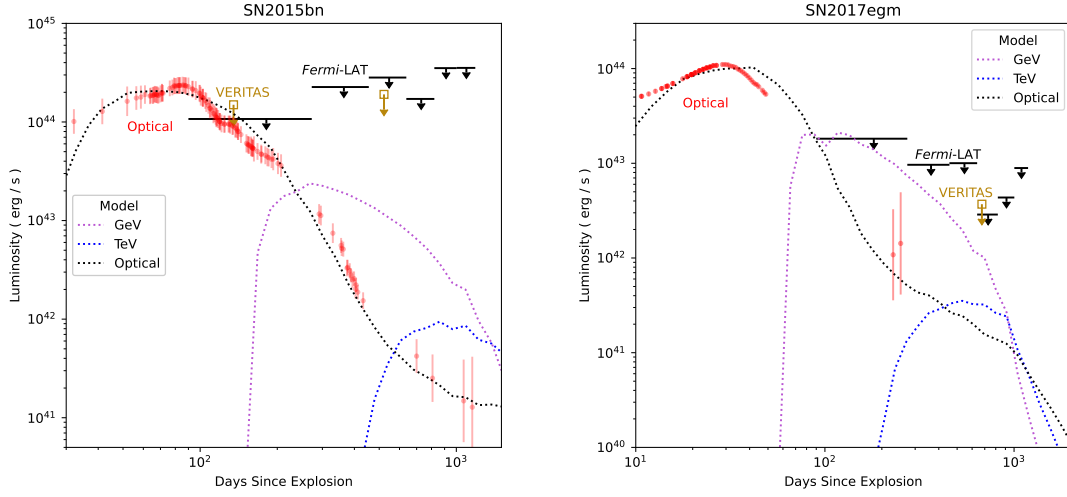 SN2015bn
Luminosity ( erg / s )
10^45
10^44
10^43
10^42
10^41
Fermi-LAT
VERITAS
Optical
Model
GeV
TeV
Optical
10^2
10^3
Days Since Explosion
SN2017egm
Luminosity ( erg / s )
10^44
10^43
10^42
10^41
10^40
Model
GeV
TeV
Optical
Optical
Fermi-LAT
VERITAS
10^1
10^2
10^3
Days Since Explosion